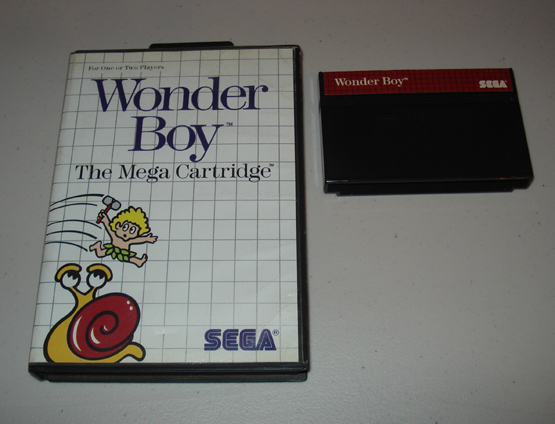 For One or Two Players
Wonder
Boy™
The Mega Cartridge™
SEGA®
Wonder Boy™
SEGA